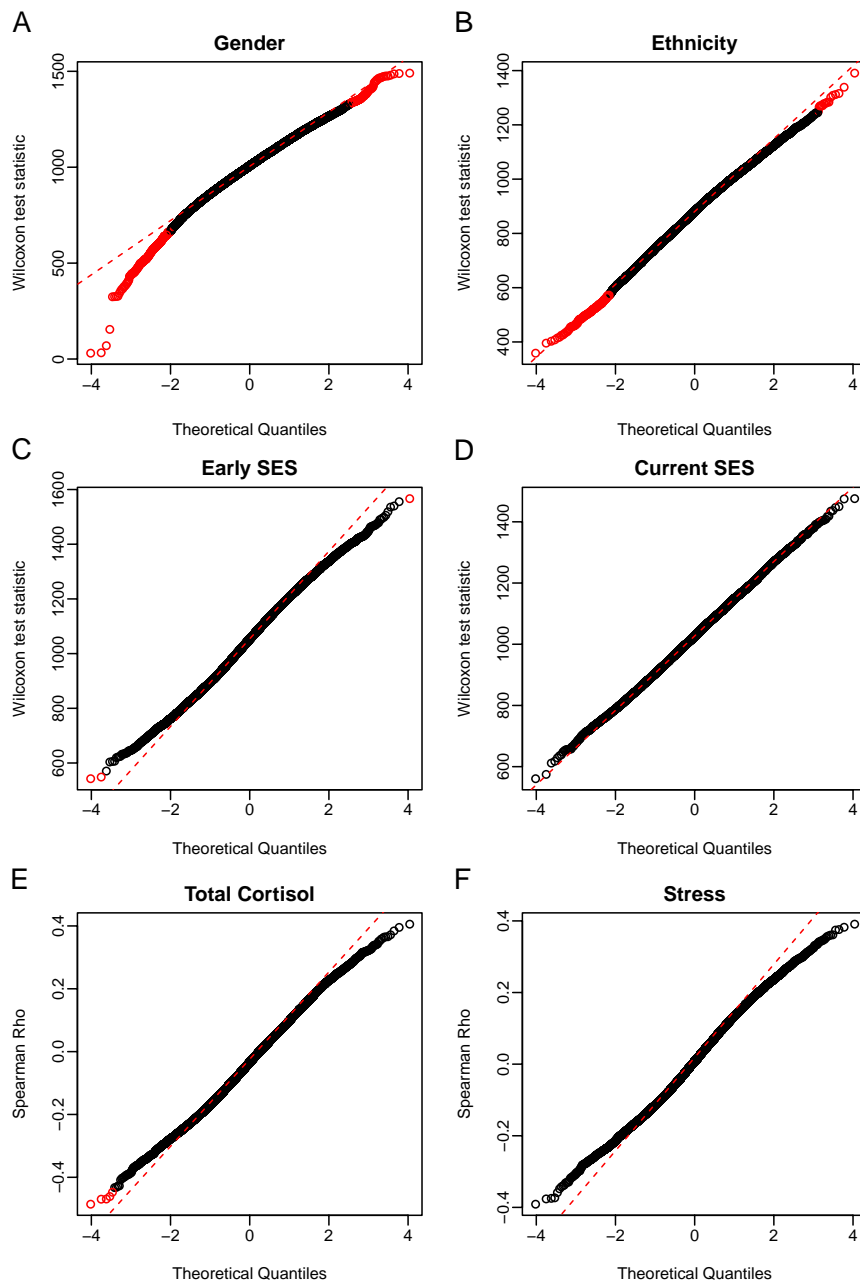 A
Gender
Wilcoxon test statistic
0 500 1000 1500
−4 −2 0 2 4
Theoretical Quantiles
B
Ethnicity
Wilcoxon test statistic
400 600 800 1000 1200 1400
−4 −2 0 2 4
Theoretical Quantiles
C
Early SES
Wilcoxon test statistic
600 800 1000 1200 1400 1600
−4 −2 0 2 4
Theoretical Quantiles
D
Current SES
Wilcoxon test statistic
600 800 1000 1200 1400
−4 −2 0 2 4
Theoretical Quantiles
E
Total Cortisol
Spearman Rho
−0.4 −0.2 0.0 0.2 0.4
−4 −2 0 2 4
Theoretical Quantiles
F
Stress
Spearman Rho
−0.4 −0.2 0.0 0.2 0.4
−4 −2 0 2 4
Theoretical Quantiles